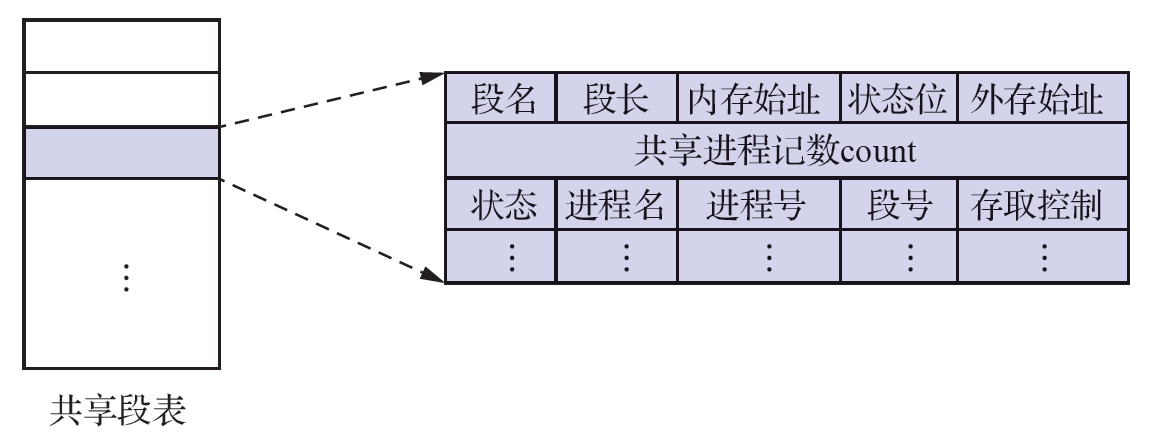 段名 段长 内存始址 状态位 外存始址
共享进程记数count
状态 进程名 进程号 段号 存取控制
⋮ ⋮ ⋮ ⋮ ⋮
⋮
共享段表